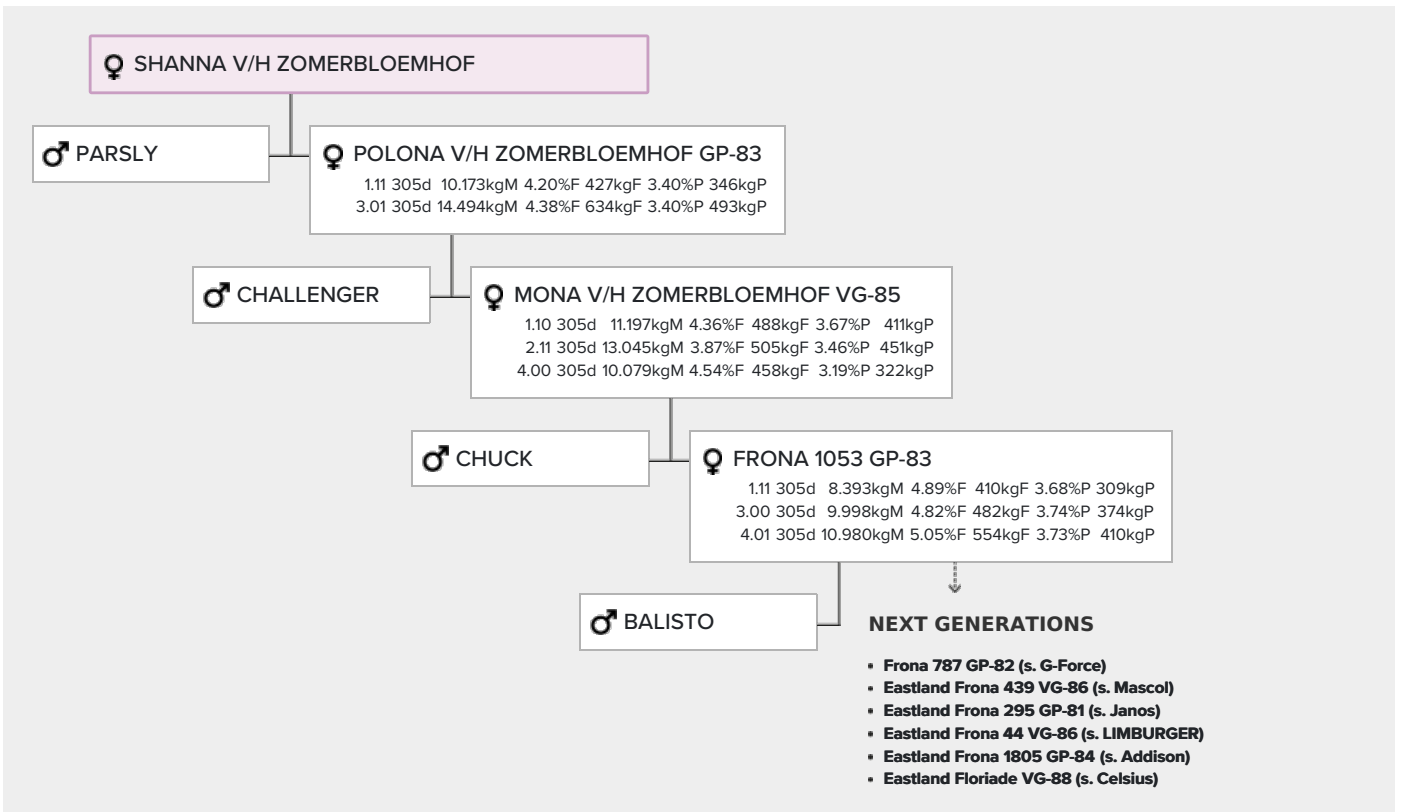 SHANNA V/H ZOMERBLOEMHOF
PARSLY
POLONA V/H ZOMERBLOEMHOF GP-83
1.11 305d 10.173kgM 4.20%F 427kgF 3.40%P 346kgP
3.01 305d 14.494kgM 4.38%F 634kgF 3.40%P 493kgP
CHALLENGER
MONA V/H ZOMERBLOEMHOF VG-85
1.10 305d 11.197kgM 4.36%F 488kgF 3.67%P 411kgP
2.11 305d 13.045kgM 3.87%F 505kgF 3.46%P 451kgP
4.00 305d 10.079kgM 4.54%F 458kgF 3.19%P 322kgP
CHUCK
FRONA 1053 GP-83
1.11 305d 8.393kgM 4.89%F 410kgF 3.68%P 309kgP
3.00 305d 9.998kgM 4.82%F 482kgF 3.74%P 374kgP
4.01 305d 10.980kgM 5.05%F 554kgF 3.73%P 410kgP
BALISTO
NEXT GENERATIONS
• Frona 787 GP-82 (s. G-Force)
• Eastland Frona 439 VG-86 (s. Mascol)
• Eastland Frona 295 GP-81 (s. Janos)
• Eastland Frona 44 VG-86 (s. LIMBURGER)
• Eastland Frona 1805 GP-84 (s. Addison)
• Eastland Floriade VG-88 (s. Celsius)